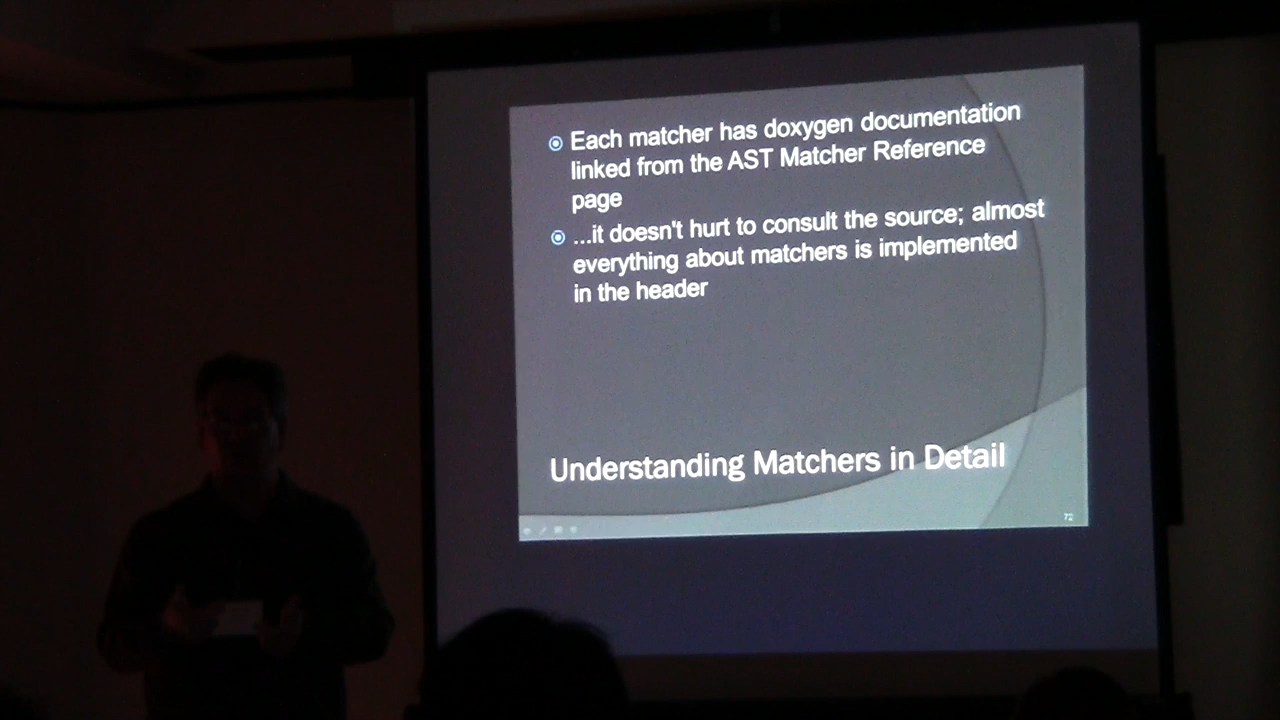 Each matcher has doxygen documentation
linked from the AST Matcher Reference
page
...it doesn't hurt to consult the source; almost
everything about matchers is implemented
in the header
Understanding Matchers in Detail
72